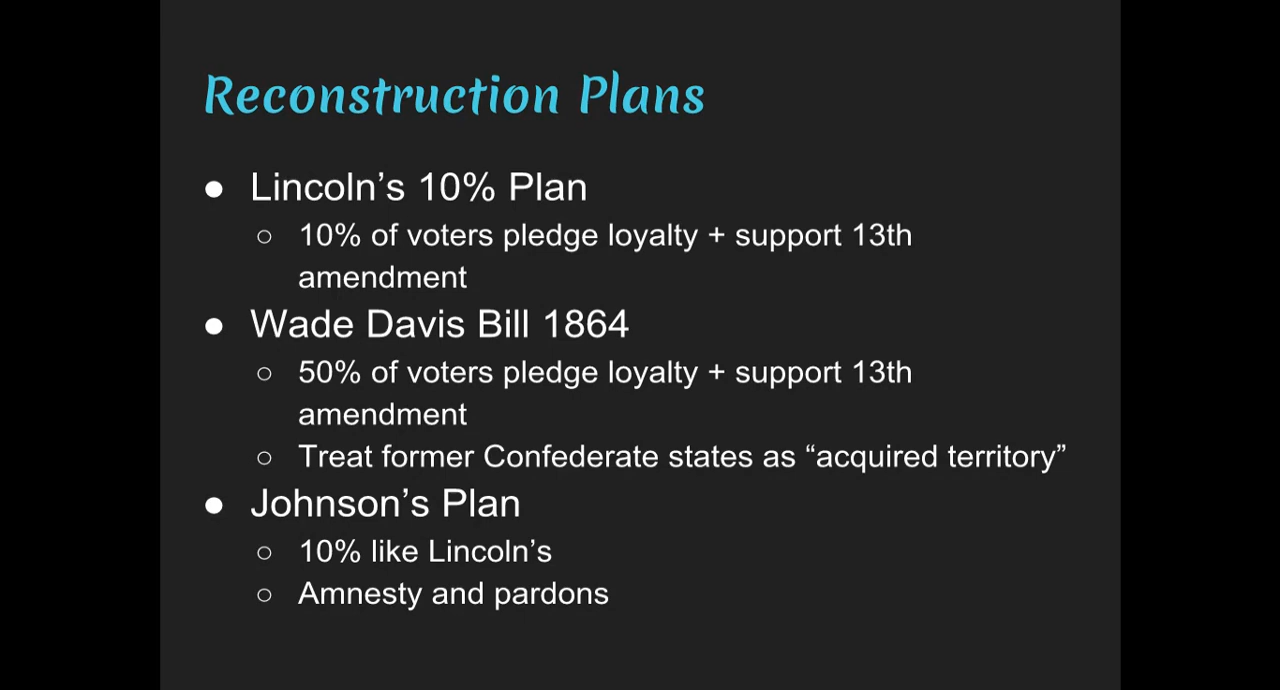 Reconstruction Plans
● Lincoln’s 10% Plan
○ 10% of voters pledge loyalty + support 13th
amendment
● Wade Davis Bill 1864
○ 50% of voters pledge loyalty + support 13th
amendment
○ Treat former Confederate states as “acquired territory”
● Johnson’s Plan
○ 10% like Lincoln’s
○ Amnesty and pardons